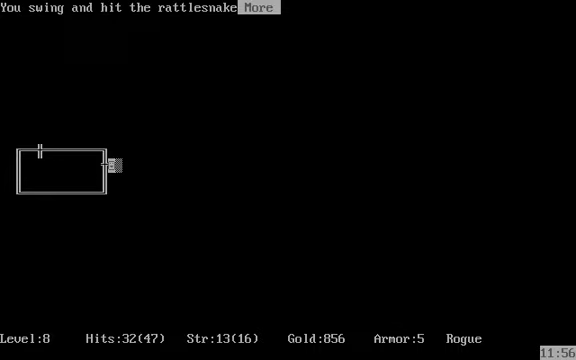 You swing and hit the rattlesnake More
Level:8 Hits:32(47) Str:13(16) Gold:856 Armor:5 Rogue
11:56